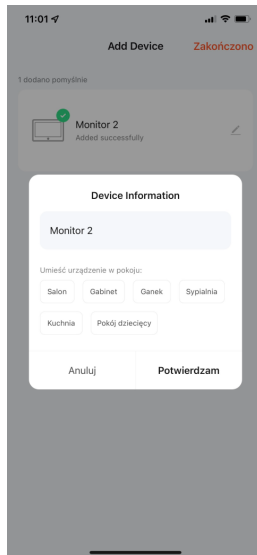 11:01
Add Device
Zakończono
1 dodano pomyślnie
Monitor 2
Added successfully
Device Information
Monitor 2
Umieść urządzenie w pokoju:
Salon Gabinet Ganek Sypialnia
Kuchnia Pokój dziecięcy
Anuluj Potwierdzam